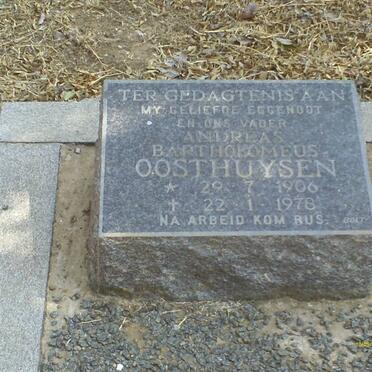 TER GEDAGTENIS AAN
MY GELIEFDE EGGENOOT
EN ONS VADER
ANDREAS
BARTHOLOMEUS
OOSTHUYSEN
* 29 · 7 · 1906
† 22 · 1 · 1978
NA ARBEID KOM RUS.